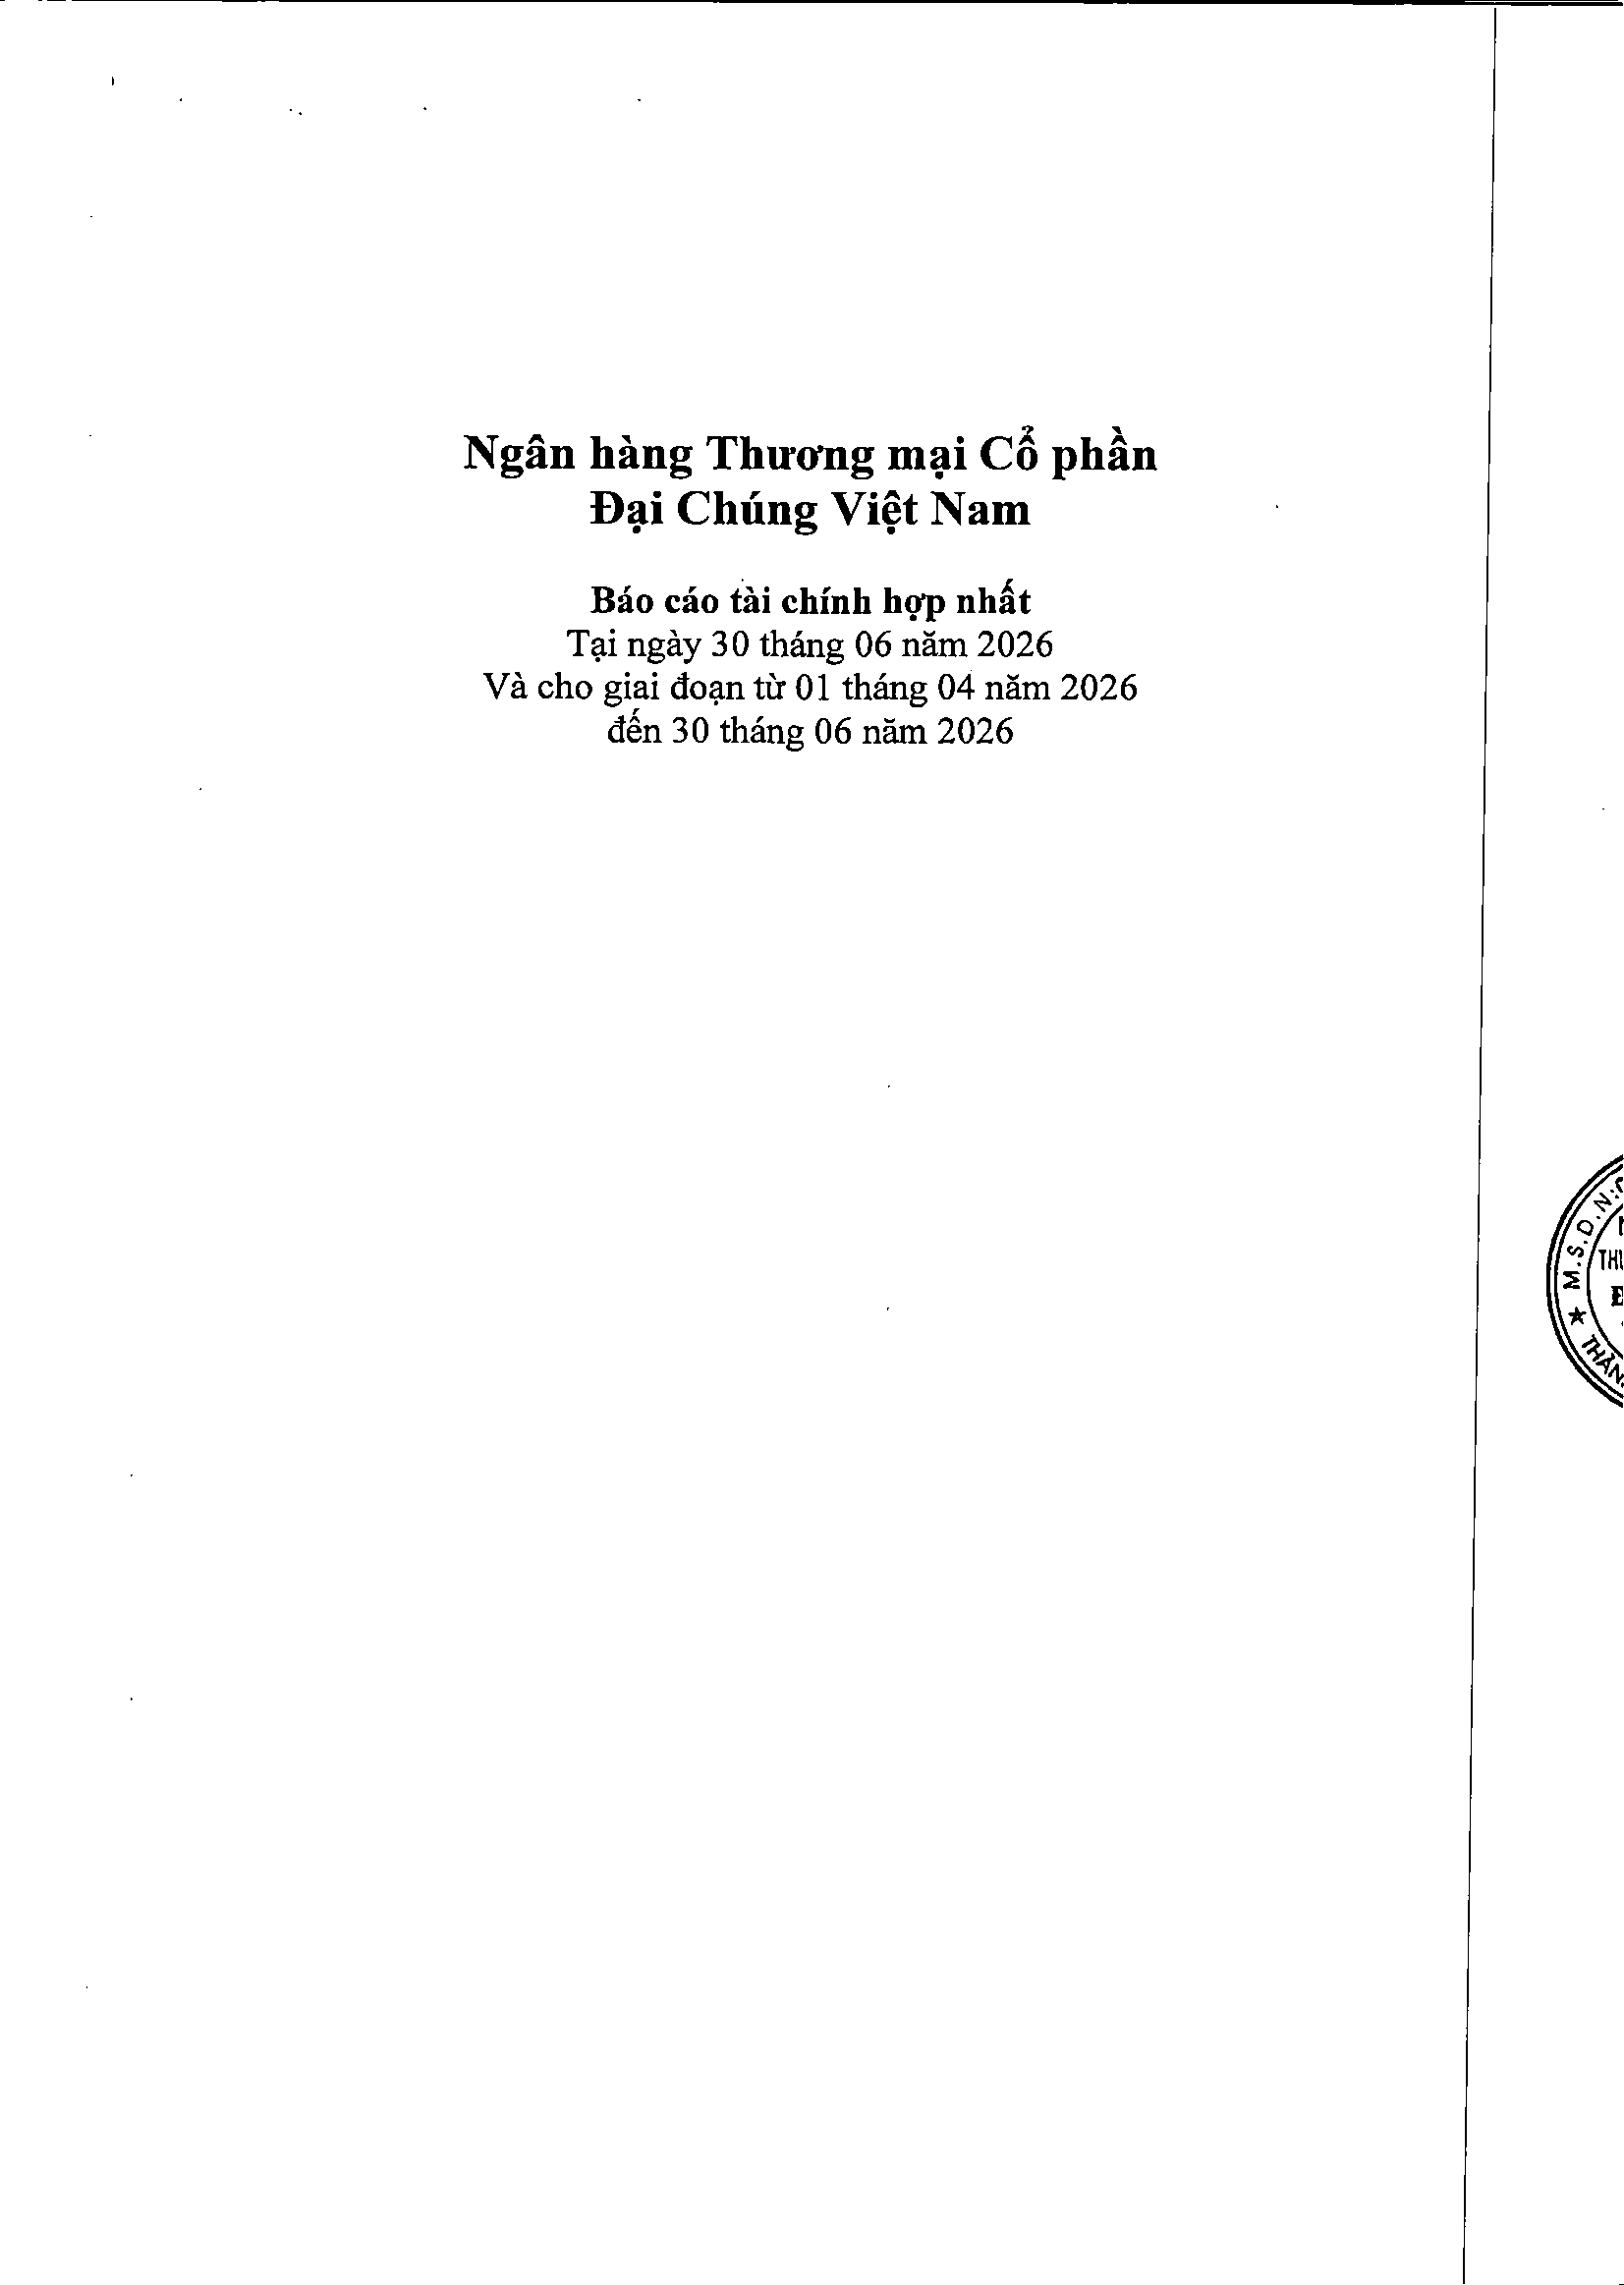 Ngân hàng Thương mại Cổ phần
Đại Chúng Việt Nam
Báo cáo tài chính hợp nhất
Tại ngày 30 tháng 06 năm 2026
Và cho giai đoạn từ 01 tháng 04 năm 2026
đến 30 tháng 06 năm 2026
M.S.D.N: